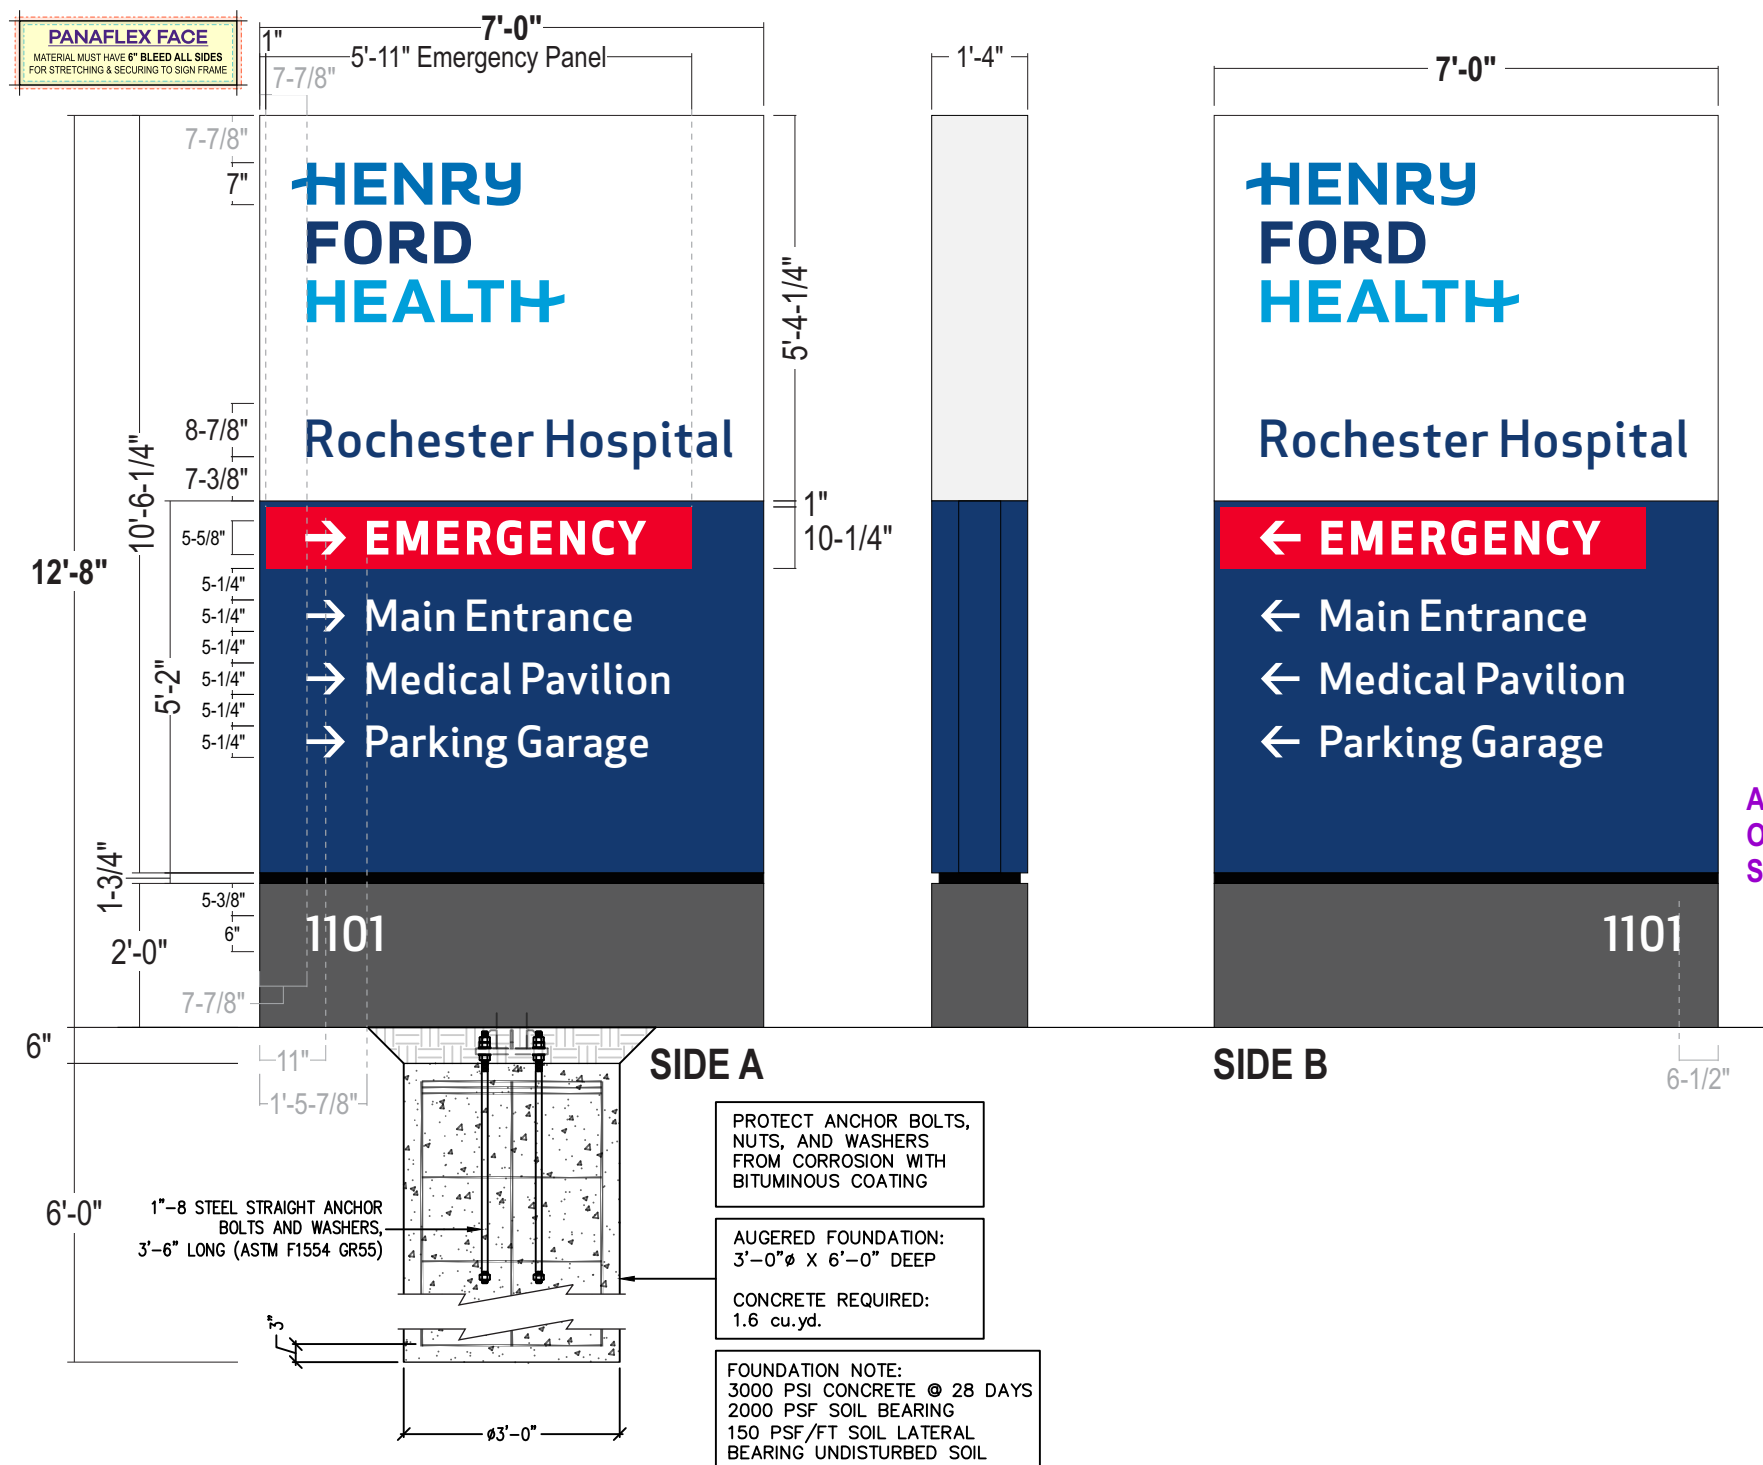 PANAFLEX FACE
MATERIAL MUST HAVE 6" BLEED ALL SIDES
FOR STRETCHING & SECURING TO SIGN FRAME
7'-0"
1"
5'-11" Emergency Panel
7-7/8"
1'-4"
7'-0"
7-7/8"
7"
HENRY
FORD
HEALTH
5'-4-1/4"
HENRY
FORD
HEALTH
8-7/8"
7-3/8"
10'-6-1/4"
Rochester Hospital
Rochester Hospital
1"
10-1/4"
12'-8"
5'-2"
5-5/8"
5-1/4"
5-1/4"
5-1/4"
5-1/4"
5-1/4"
5-1/4"
→ EMERGENCY
→ Main Entrance
→ Medical Pavilion
→ Parking Garage
← EMERGENCY
← Main Entrance
← Medical Pavilion
← Parking Garage
A
O
S
1-3/4"
5-3/8"
6"
2'-0"
1101
1101
7-7/8"
6"
11"
1'-5-7/8"
SIDE A
SIDE B
6-1/2"
6'-0"
1"-8 STEEL STRAIGHT ANCHOR
BOLTS AND WASHERS,
3'-6" LONG (ASTM F1554 GR55)
PROTECT ANCHOR BOLTS,
NUTS, AND WASHERS
FROM CORROSION WITH
BITUMINOUS COATING
AUGERED FOUNDATION:
3'-0"ø X 6'-0" DEEP
CONCRETE REQUIRED:
1.6 cu.yd.
3"
ø3'-0"
FOUNDATION NOTE:
3000 PSI CONCRETE @ 28 DAYS
2000 PSF SOIL BEARING
150 PSF/FT SOIL LATERAL
BEARING UNDISTURBED SOIL